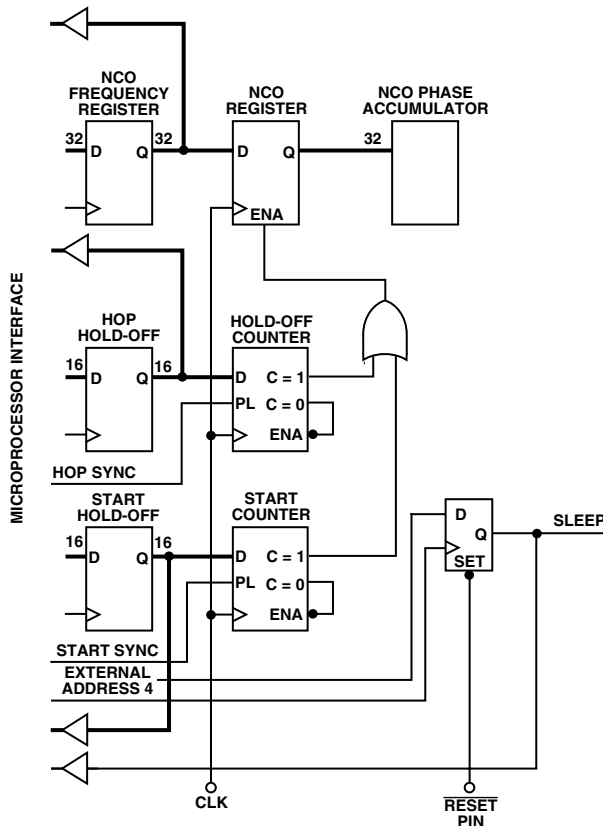 NCO
FREQUENCY
REGISTER
NCO
REGISTER
NCO PHASE
ACCUMULATOR
32
D
Q
32
D
Q
32
ENA
MICROPROCESSOR INTERFACE
HOP
HOLD-OFF
HOLD-OFF
COUNTER
16
D
Q
16
D
C = 1
PL
C = 0
ENA
HOP SYNC
START
HOLD-OFF
START
COUNTER
16
D
Q
16
D
C = 1
PL
C = 0
ENA
D
Q
SET
SLEEP
START SYNC
EXTERNAL
ADDRESS 4
CLK
RESET
PIN